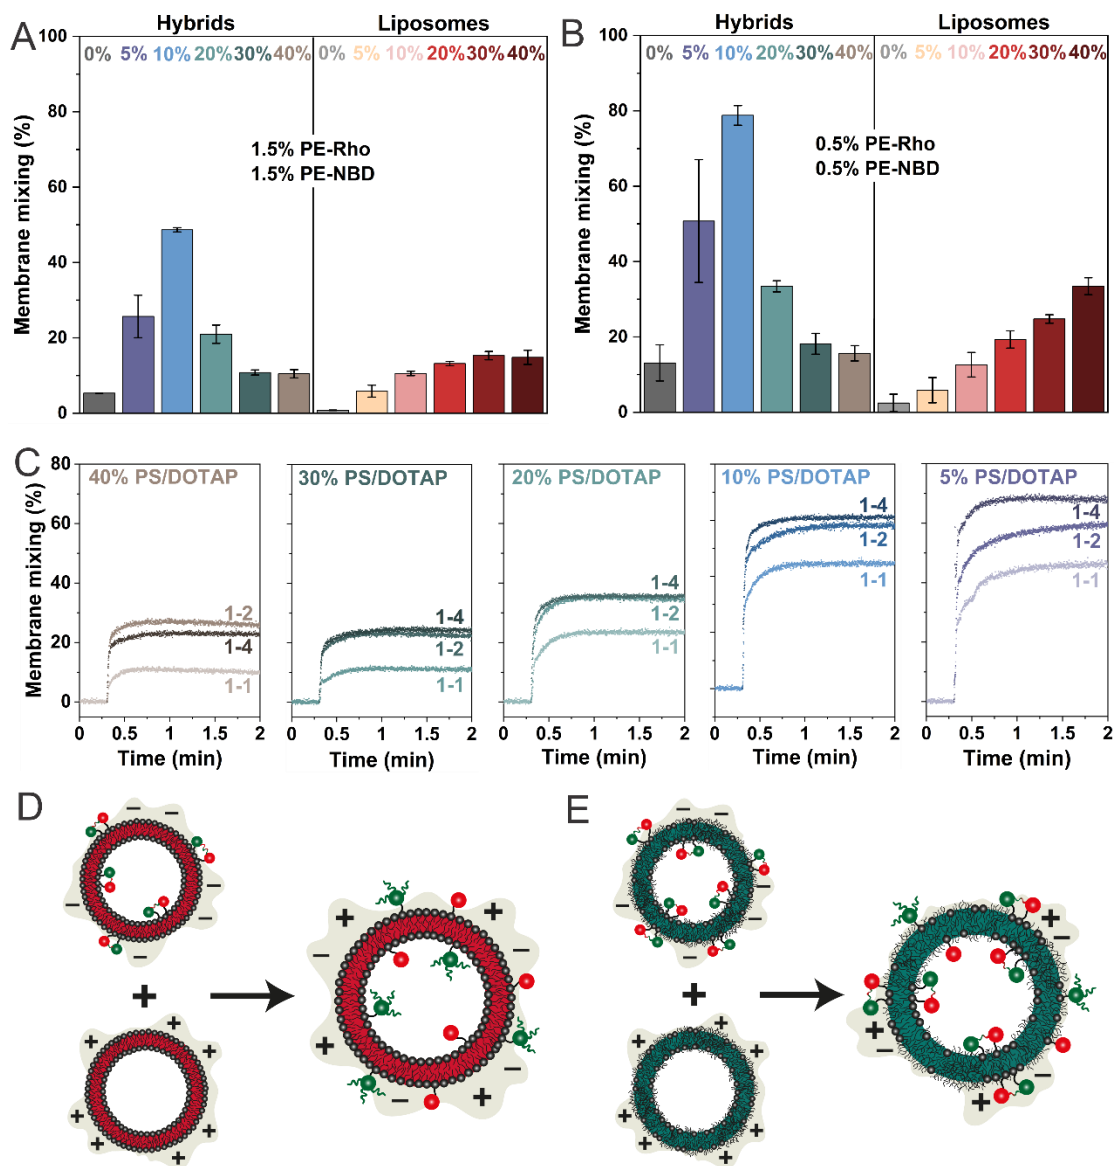 A
Hybrids
Liposomes
100
80
60
40
20
0
Membrane mixing (%)
0% 5% 10% 20% 30% 40%
0% 5% 10% 20% 30% 40%
1.5% PE-Rho
1.5% PE-NBD
B
Hybrids
Liposomes
100
80
60
40
20
0
Membrane mixing (%)
0% 5% 10% 20% 30% 40%
0% 5% 10% 20% 30% 40%
0.5% PE-Rho
0.5% PE-NBD
C
80
60
40
20
0
Membrane mixing (%)
40% PS/DOTAP
1-2
1-4
1-1
0 0.5 1 1.5 2
Time (min)
30% PS/DOTAP
1-4
1-2
1-1
0 0.5 1 1.5 2
Time (min)
20% PS/DOTAP
1-4
1-2
1-1
0 0.5 1 1.5 2
Time (min)
10% PS/DOTAP
1-4
1-2
1-1
0 0.5 1 1.5 2
Time (min)
5% PS/DOTAP
1-4
1-2
1-1
0 0.5 1 1.5 2
Time (min)
D
E